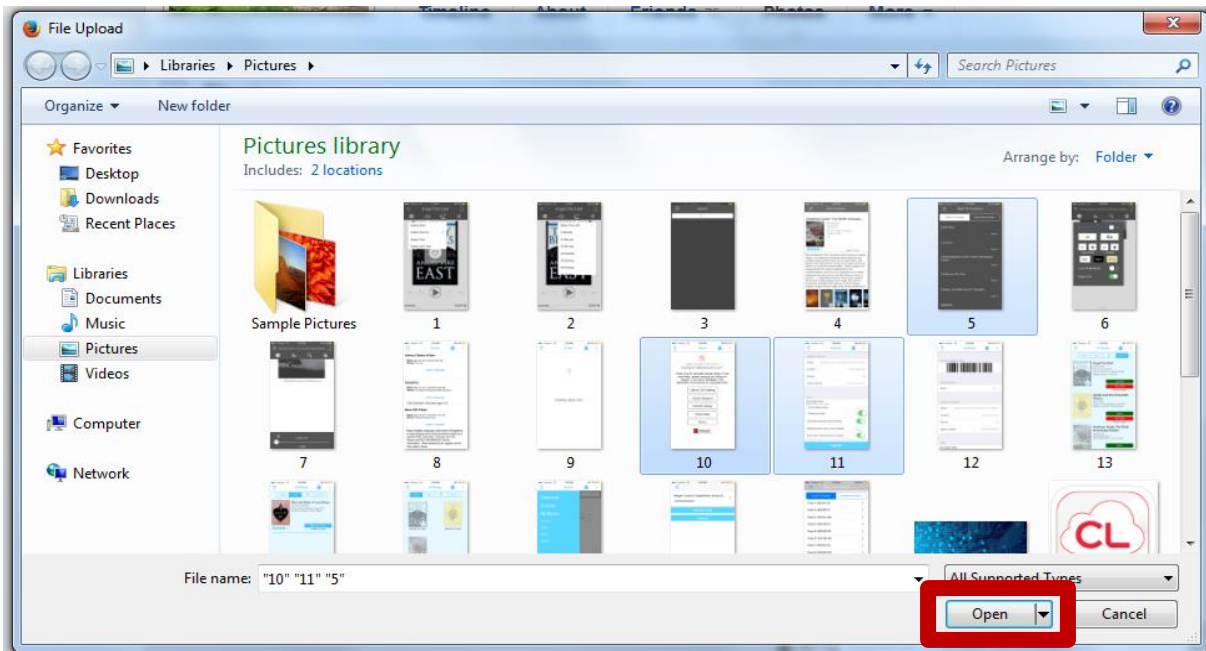 Timeline About Friends 75 Photos More
File Upload
Libraries Pictures
Search Pictures
Organize New folder
Favorites
Desktop
Downloads
Recent Places
Libraries
Documents
Music
Pictures
Videos
Computer
Network
Pictures library
Includes: 2 locations
Arrange by: Folder
EAST
EAST
Sample Pictures 1 2 3 4 5 6
7 8 9 10 11 12 13
CL
File name: "10" "11" "5"
All Supported Types
Open Cancel